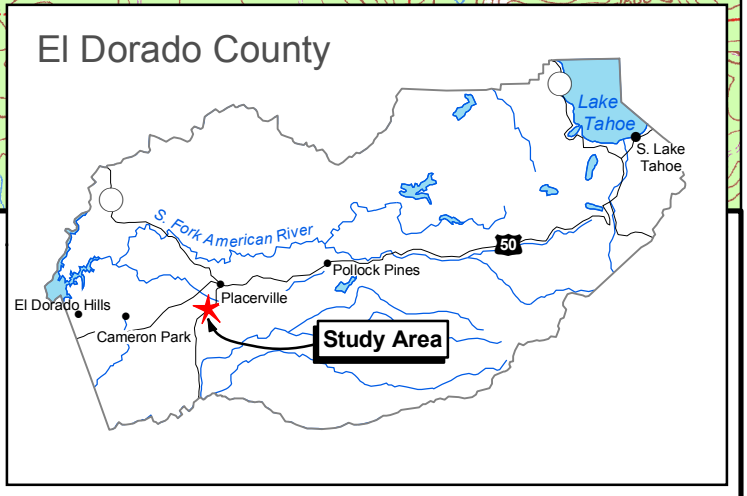 El Dorado County
Lake
Tahoe
S. Lake
Tahoe
S. Fork American River
50
Pollock Pines
Placerville
El Dorado Hills
Cameron Park
Study Area